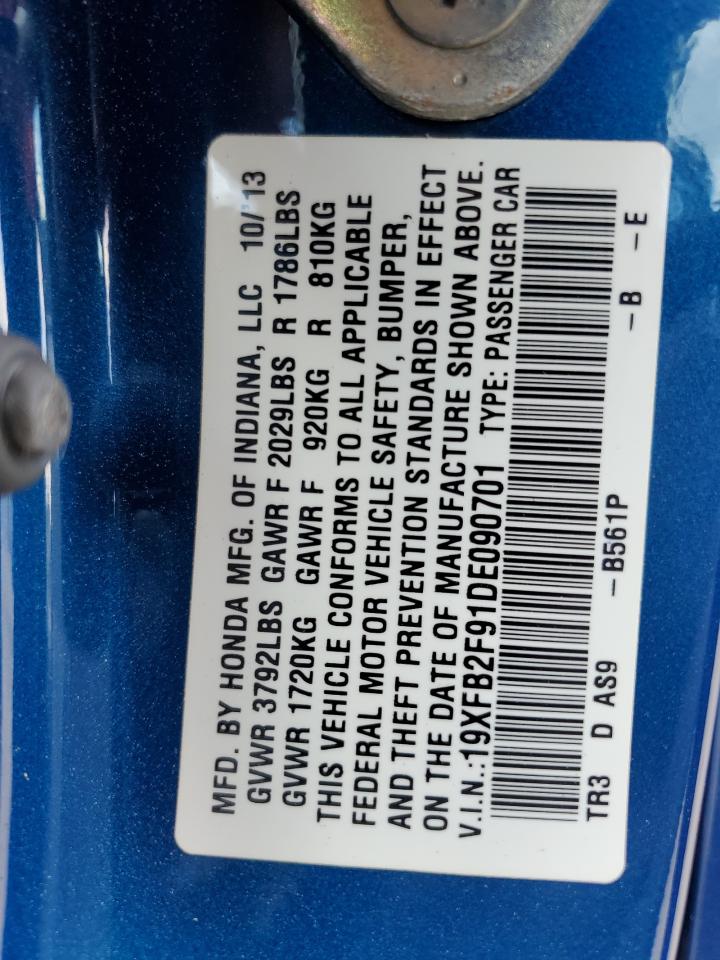 MFD. BY HONDA MFG. OF INDIANA, LLC 10/'13
GVWR 3792LBS GAWR F 2029LBS R 1786LBS
GVWR 1720KG GAWR F 920KG R 810KG
THIS VEHICLE CONFORMS TO ALL APPLICABLE
FEDERAL MOTOR VEHICLE SAFETY, BUMPER,
AND THEFT PREVENTION STANDARDS IN EFFECT
ON THE DATE OF MANUFACTURE SHOWN ABOVE.
V.I.N.:19XFB2F91DE090701 TYPE: PASSENGER CAR
TR3 D AS9 -B561P -B -E